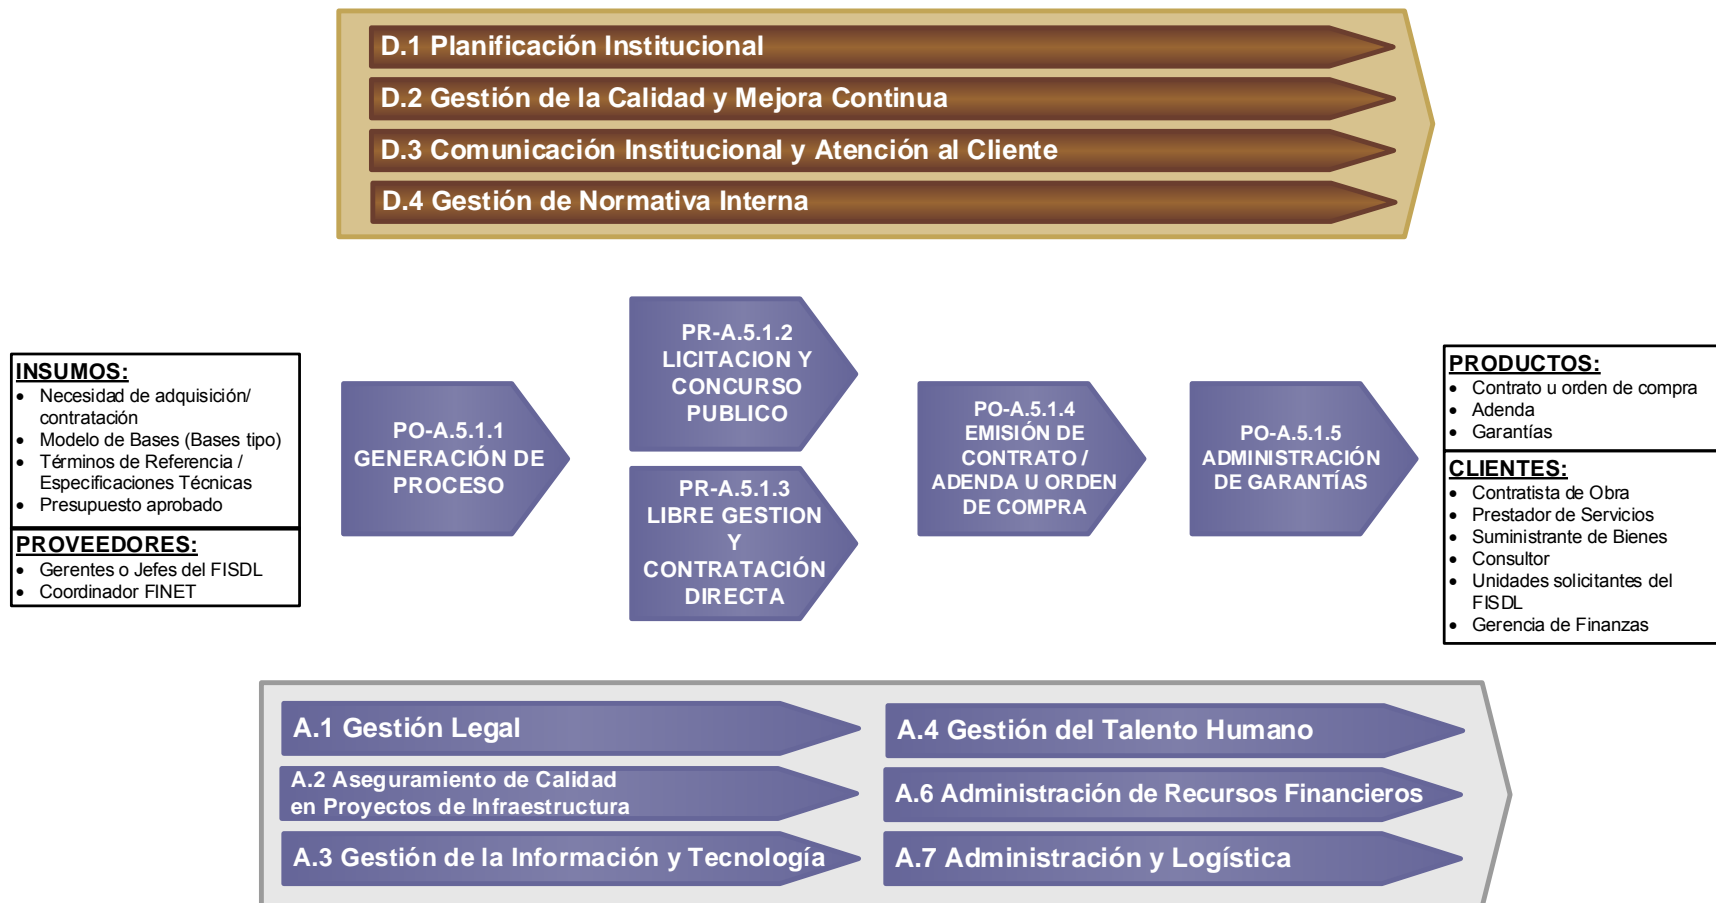 D.1 Planificación Institucional
D.2 Gestión de la Calidad y Mejora Continua
D.3 Comunicación Institucional y Atención al Cliente
D.4 Gestión de Normativa Interna
INSUMOS:
• Necesidad de adquisición/
contratación
• Modelo de Bases (Bases tipo)
• Términos de Referencia /
Especificaciones Técnicas
• Presupuesto aprobado
PROVEEDORES:
• Gerentes o Jefes del FISDL
• Coordinador FINET
PO-A.5.1.1
GENERACIÓN DE
PROCESO
PR-A.5.1.2
LICITACION Y
CONCURSO
PUBLICO
PR-A.5.1.3
LIBRE GESTION
Y
CONTRATACIÓN
DIRECTA
PO-A.5.1.4
EMISIÓN DE
CONTRATO /
ADENDA U ORDEN
DE COMPRA
PO-A.5.1.5
ADMINISTRACIÓN
DE GARANTÍAS
PRODUCTOS:
• Contrato u orden de compra
• Adenda
• Garantías
CLIENTES:
• Contratista de Obra
• Prestador de Servicios
• Suministrante de Bienes
• Consultor
• Unidades solicitantes del
FISDL
• Gerencia de Finanzas
A.1 Gestión Legal
A.2 Aseguramiento de Calidad
en Proyectos de Infraestructura
A.3 Gestión de la Información y Tecnología
A.4 Gestión del Talento Humano
A.6 Administración de Recursos Financieros
A.7 Administración y Logística